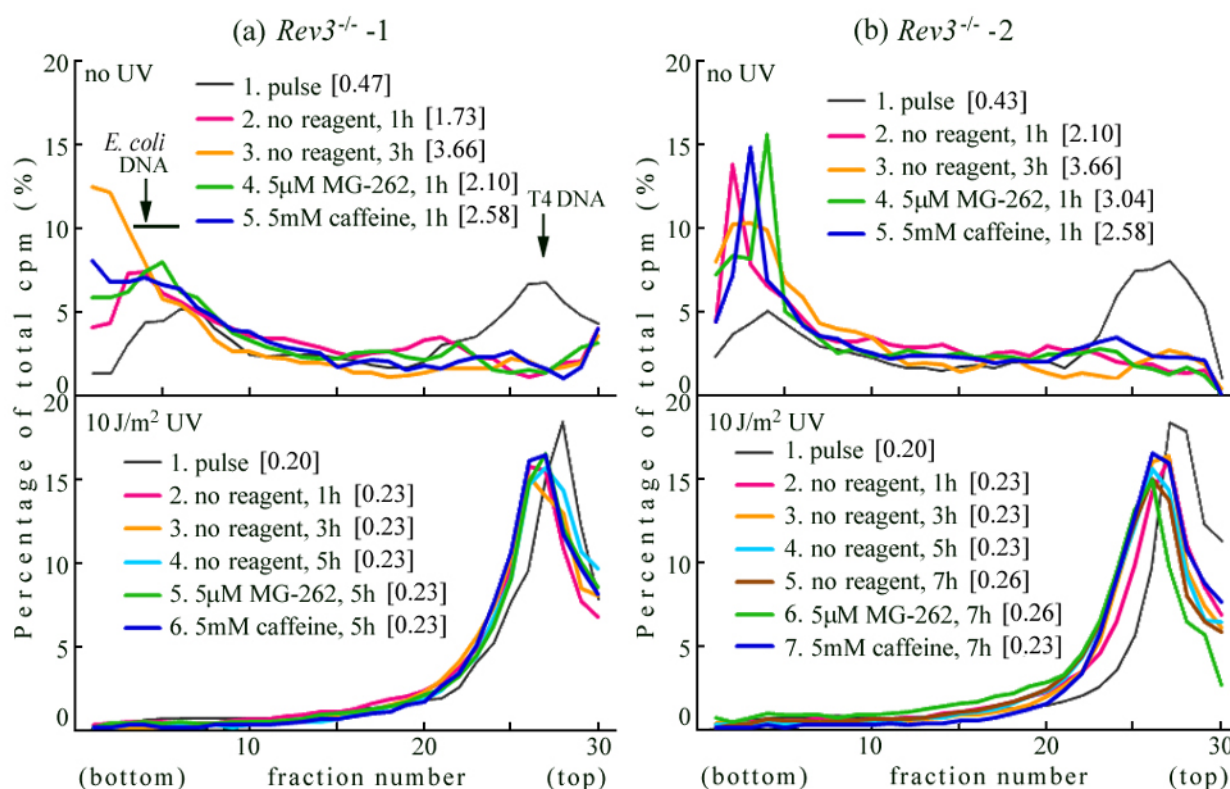 (a) Rev3-/- -1
20
no UV
1. pulse [0.47]
2. no reagent, 1h [1.73]
3. no reagent, 3h [3.66]
4. 5μM MG-262, 1h [2.10]
5. 5mM caffeine, 1h [2.58]
E. coli
DNA
T4 DNA
15
10
5
0
Percentage of total cpm (%)
20
10 J/m² UV
1. pulse [0.20]
2. no reagent, 1h [0.23]
3. no reagent, 3h [0.23]
4. no reagent, 5h [0.23]
5. 5μM MG-262, 5h [0.23]
6. 5mM caffeine, 5h [0.23]
15
10
5
0
10 20 30
(bottom) fraction number (top)
(b) Rev3-/- -2
20
no UV
1. pulse [0.43]
2. no reagent, 1h [2.10]
3. no reagent, 3h [3.66]
4. 5μM MG-262, 1h [3.04]
5. 5mM caffeine, 1h [2.58]
15
10
5
0
Percentage of total cpm (%)
20
10 J/m² UV
1. pulse [0.20]
2. no reagent, 1h [0.23]
3. no reagent, 3h [0.23]
4. no reagent, 5h [0.23]
5. no reagent, 7h [0.26]
6. 5μM MG-262, 7h [0.26]
7. 5mM caffeine, 7h [0.23]
15
10
5
0
10 20 30
(bottom) fraction number (top)